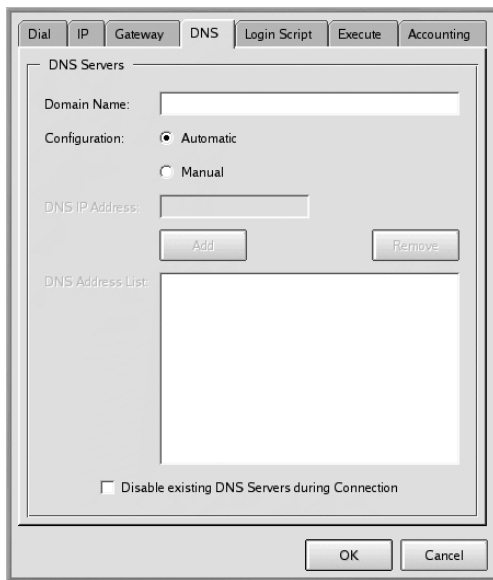 Dial IP Gateway DNS Login Script Execute Accounting
DNS Servers
Domain Name:
Configuration: Automatic
Manual
DNS IP Address:
Add Remove
DNS Address List:
Disable existing DNS Servers during Connection
OK Cancel